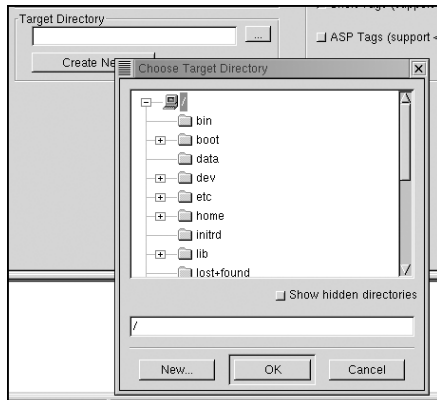 Target Directory
...
ASP Tags (support <
Create Ne
Choose Target Directory
/
bin
boot
data
dev
etc
home
initrd
lib
lost+found
Show hidden directories
/
New...
OK
Cancel